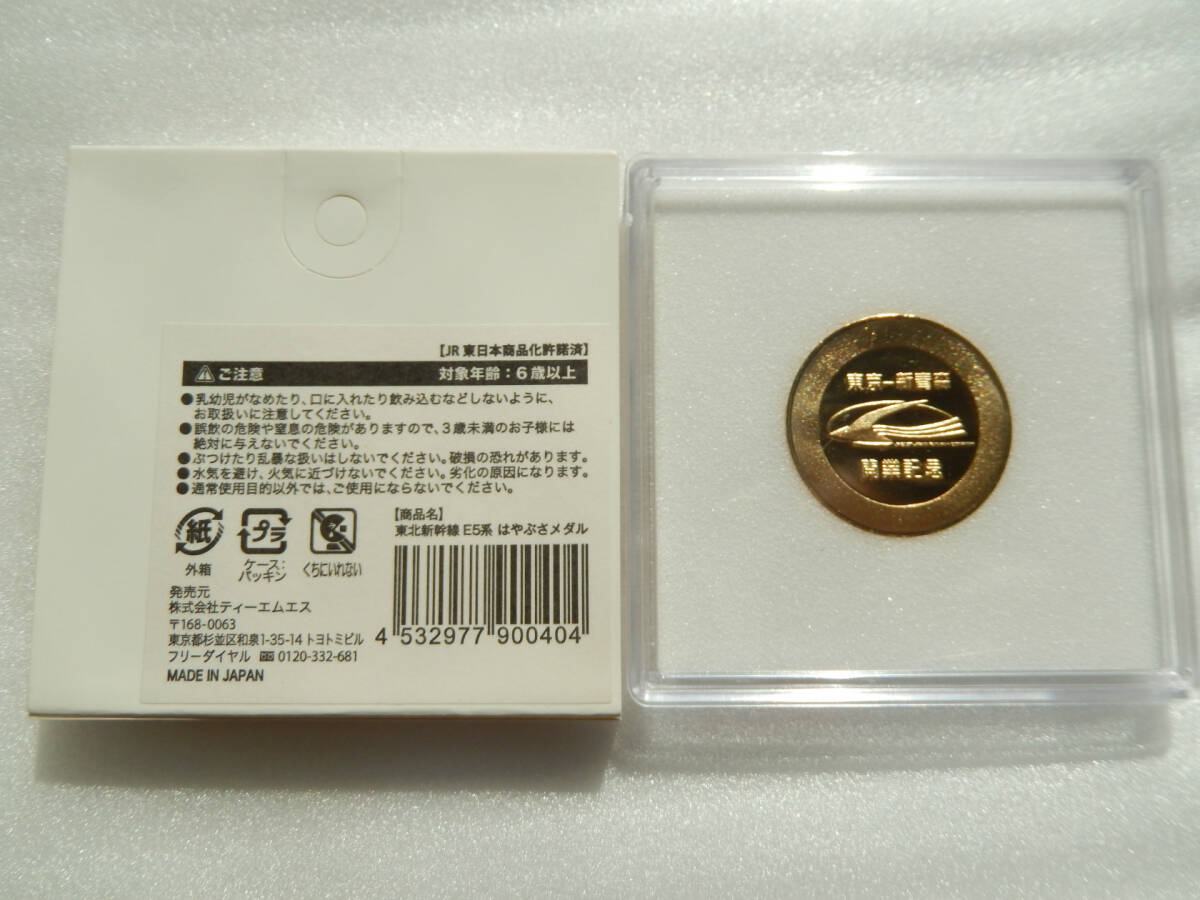 【JR 東日本商品化許諾済】
ご注意 対象年齢:6歳以上
●乳幼児がなめたり、口に入れたり飲み込むなどしないように、
お取扱いに注意してください。
●誤飲の危険や窒息の危険がありますので、3歳未満のお子様には
絶対に与えないでください。
●ぶつけたり乱暴な扱いはしないでください。破損の恐れがあります。
●水気を避け、火気に近づけないでください。劣化の原因になります。
●通常使用目的以外では、ご使用にならないでください。
紙
外箱
プラ
ケース:
パッキン
くちにいれない
【商品名】
東北新幹線 E5系 はやぶさメダル
発売元
株式会社ティーエムエス
〒168-0063
東京都杉並区和泉1-35-14 トヨトミビル
フリーダイヤル 0120-332-681
MADE IN JAPAN
4 532977 900404
東京-新青森
開業記念